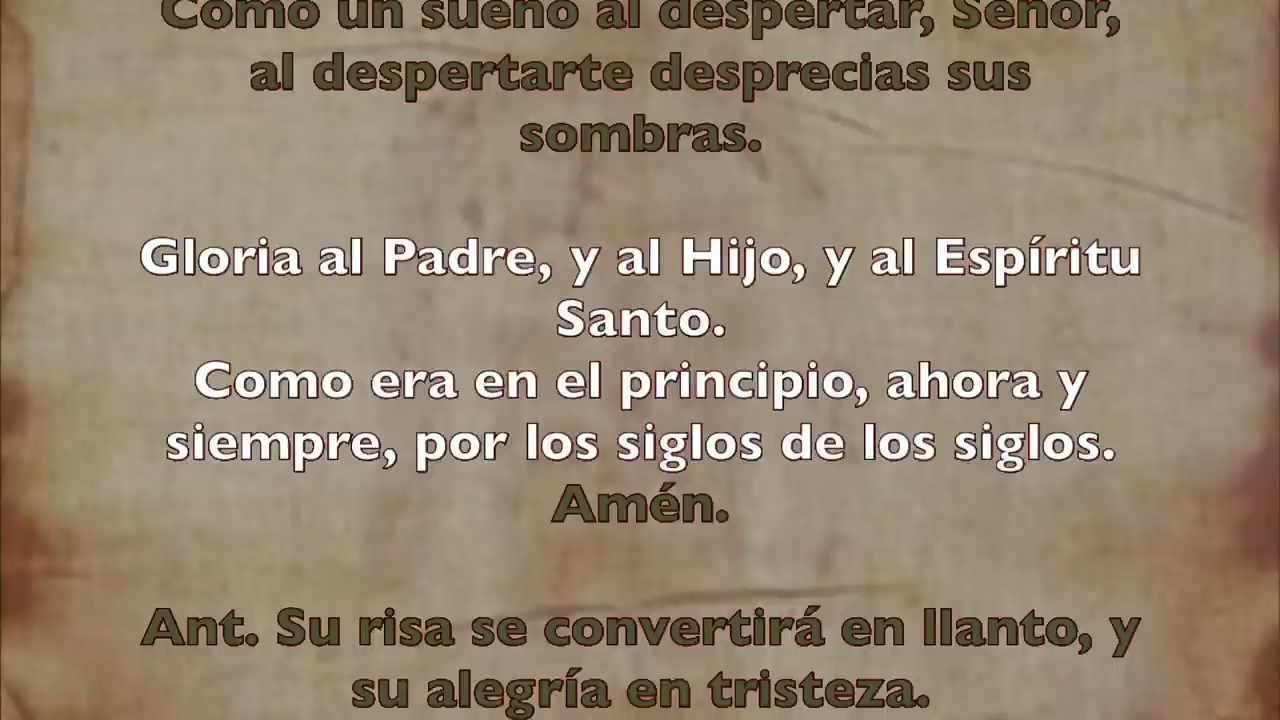 Como un sueño al despertar, Señor,
al despertarte desprecias sus
sombras.
Gloria al Padre, y al Hijo, y al Espíritu
Santo.
Como era en el principio, ahora y
siempre, por los siglos de los siglos.
Amén.
Ant. Su risa se convertirá en llanto, y
su alegría en tristeza.